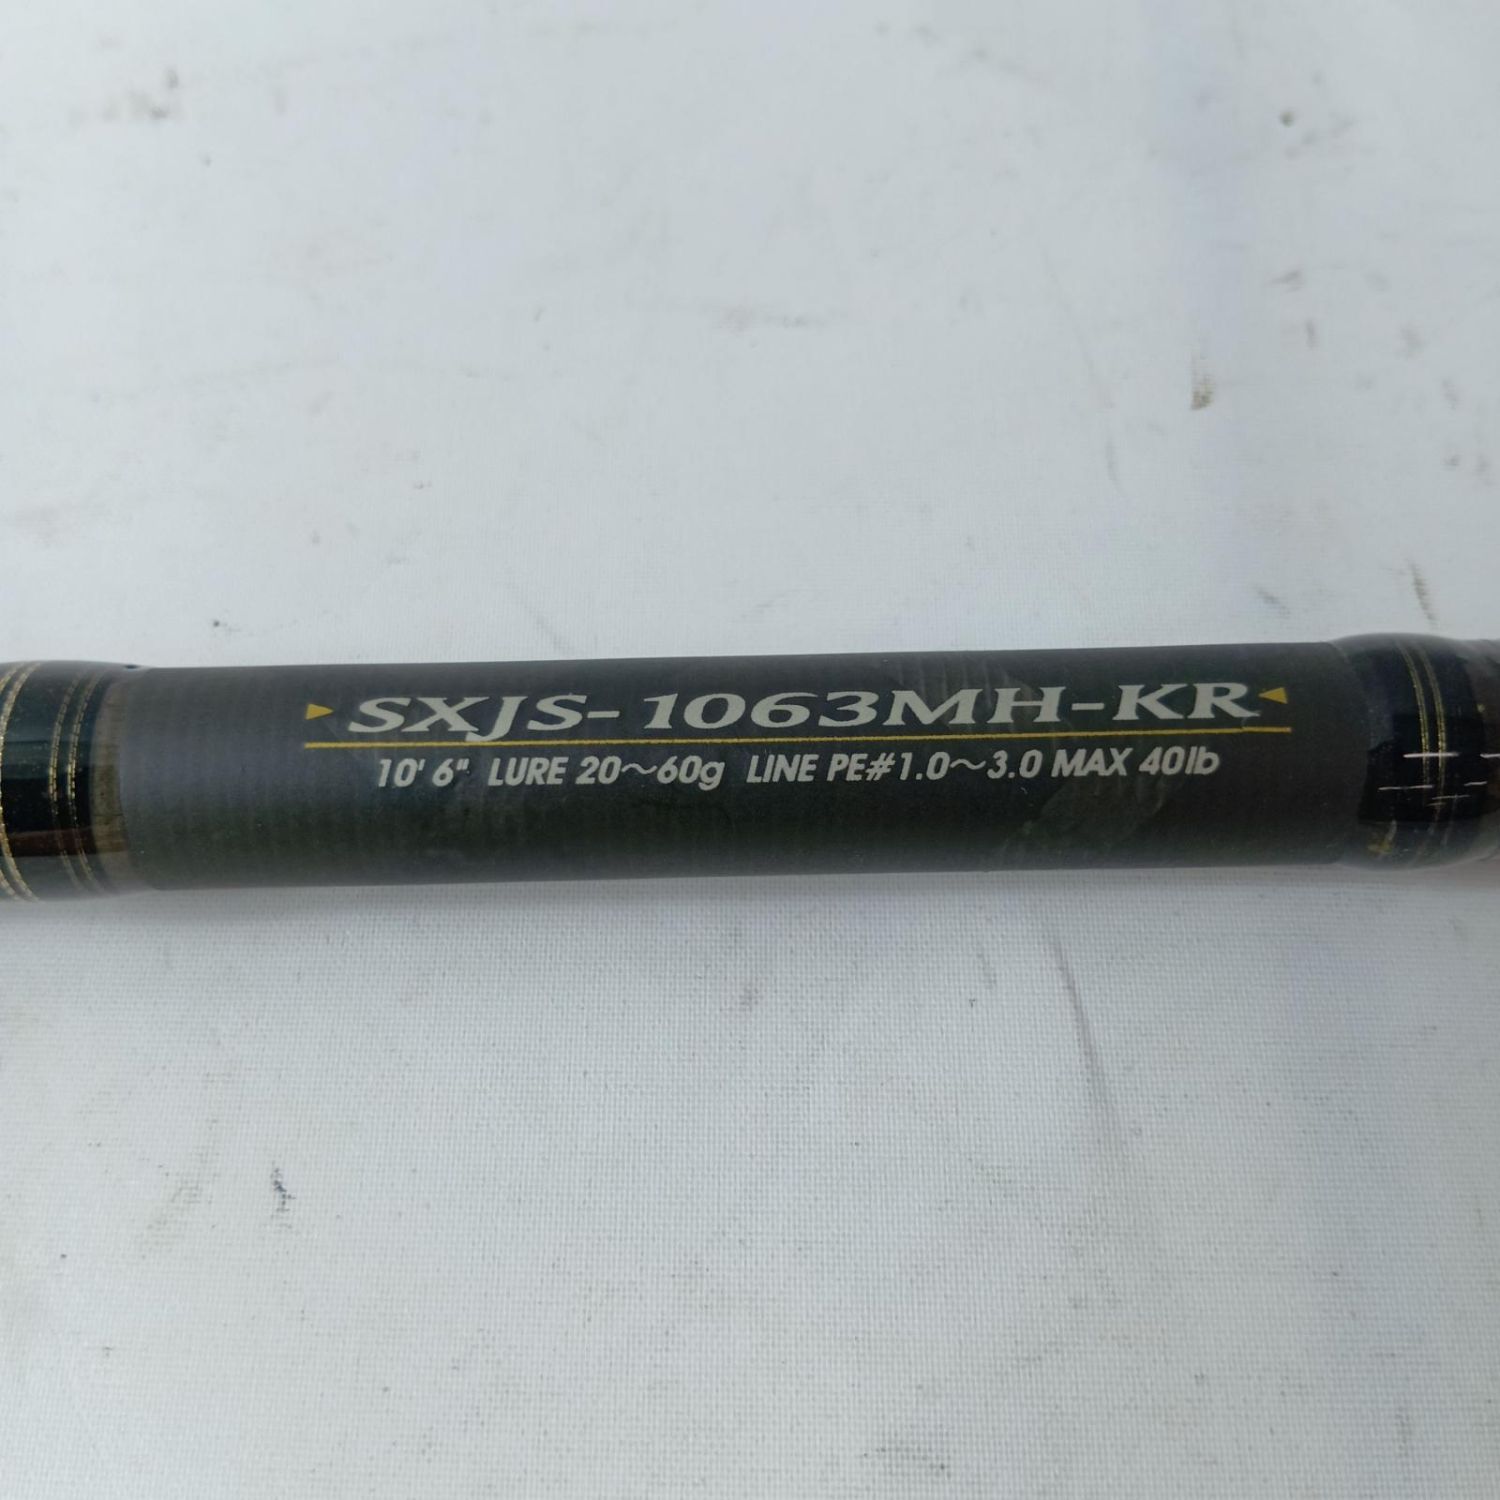 SXJS-1063MH-KR
10' 6" LURE 20～60g LINE PE#1.0～3.0 MAX 40lb